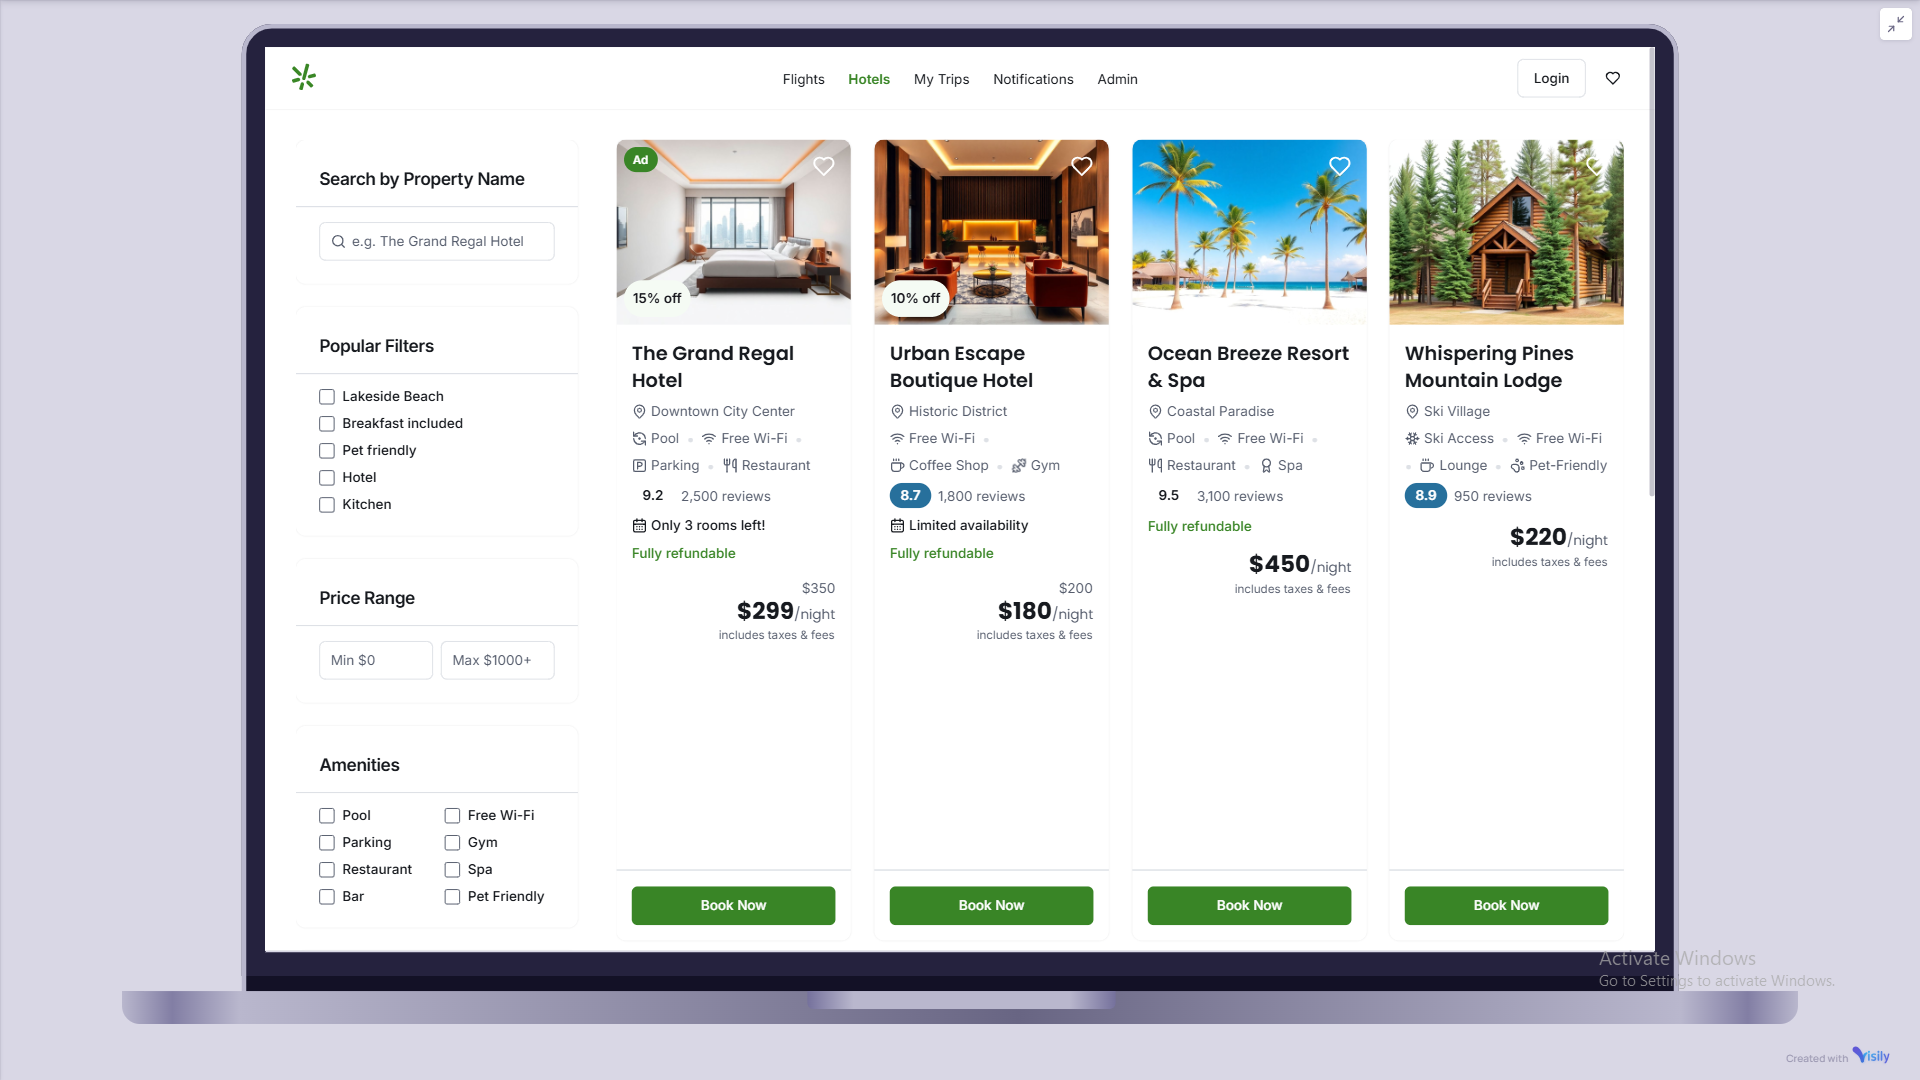 Flights Hotels My Trips Notifications Admin
Login
Search by Property Name
e.g. The Grand Regal Hotel
Popular Filters
Lakeside Beach
Breakfast included
Pet friendly
Hotel
Kitchen
Price Range
Min $0 Max $1000+
Amenities
Pool Free Wi-Fi
Parking Gym
Restaurant Spa
Bar Pet Friendly
Ad
15% off
The Grand Regal
Hotel
Downtown City Center
Pool Free Wi-Fi
Parking Restaurant
9.2 2,500 reviews
Only 3 rooms left!
Fully refundable
$350
$299/night
includes taxes & fees
Book Now
10% off
Urban Escape
Boutique Hotel
Historic District
Free Wi-Fi
Coffee Shop Gym
8.7 1,800 reviews
Limited availability
Fully refundable
$200
$180/night
includes taxes & fees
Book Now
Ocean Breeze Resort
& Spa
Coastal Paradise
Pool Free Wi-Fi
Restaurant Spa
9.5 3,100 reviews
Fully refundable
$450/night
includes taxes & fees
Book Now
Whispering Pines
Mountain Lodge
Ski Village
Ski Access Free Wi-Fi
Lounge Pet-Friendly
8.9 950 reviews
$220/night
includes taxes & fees
Book Now
Activate Windows
Go to Settings to activate Windows.
Created with Visily